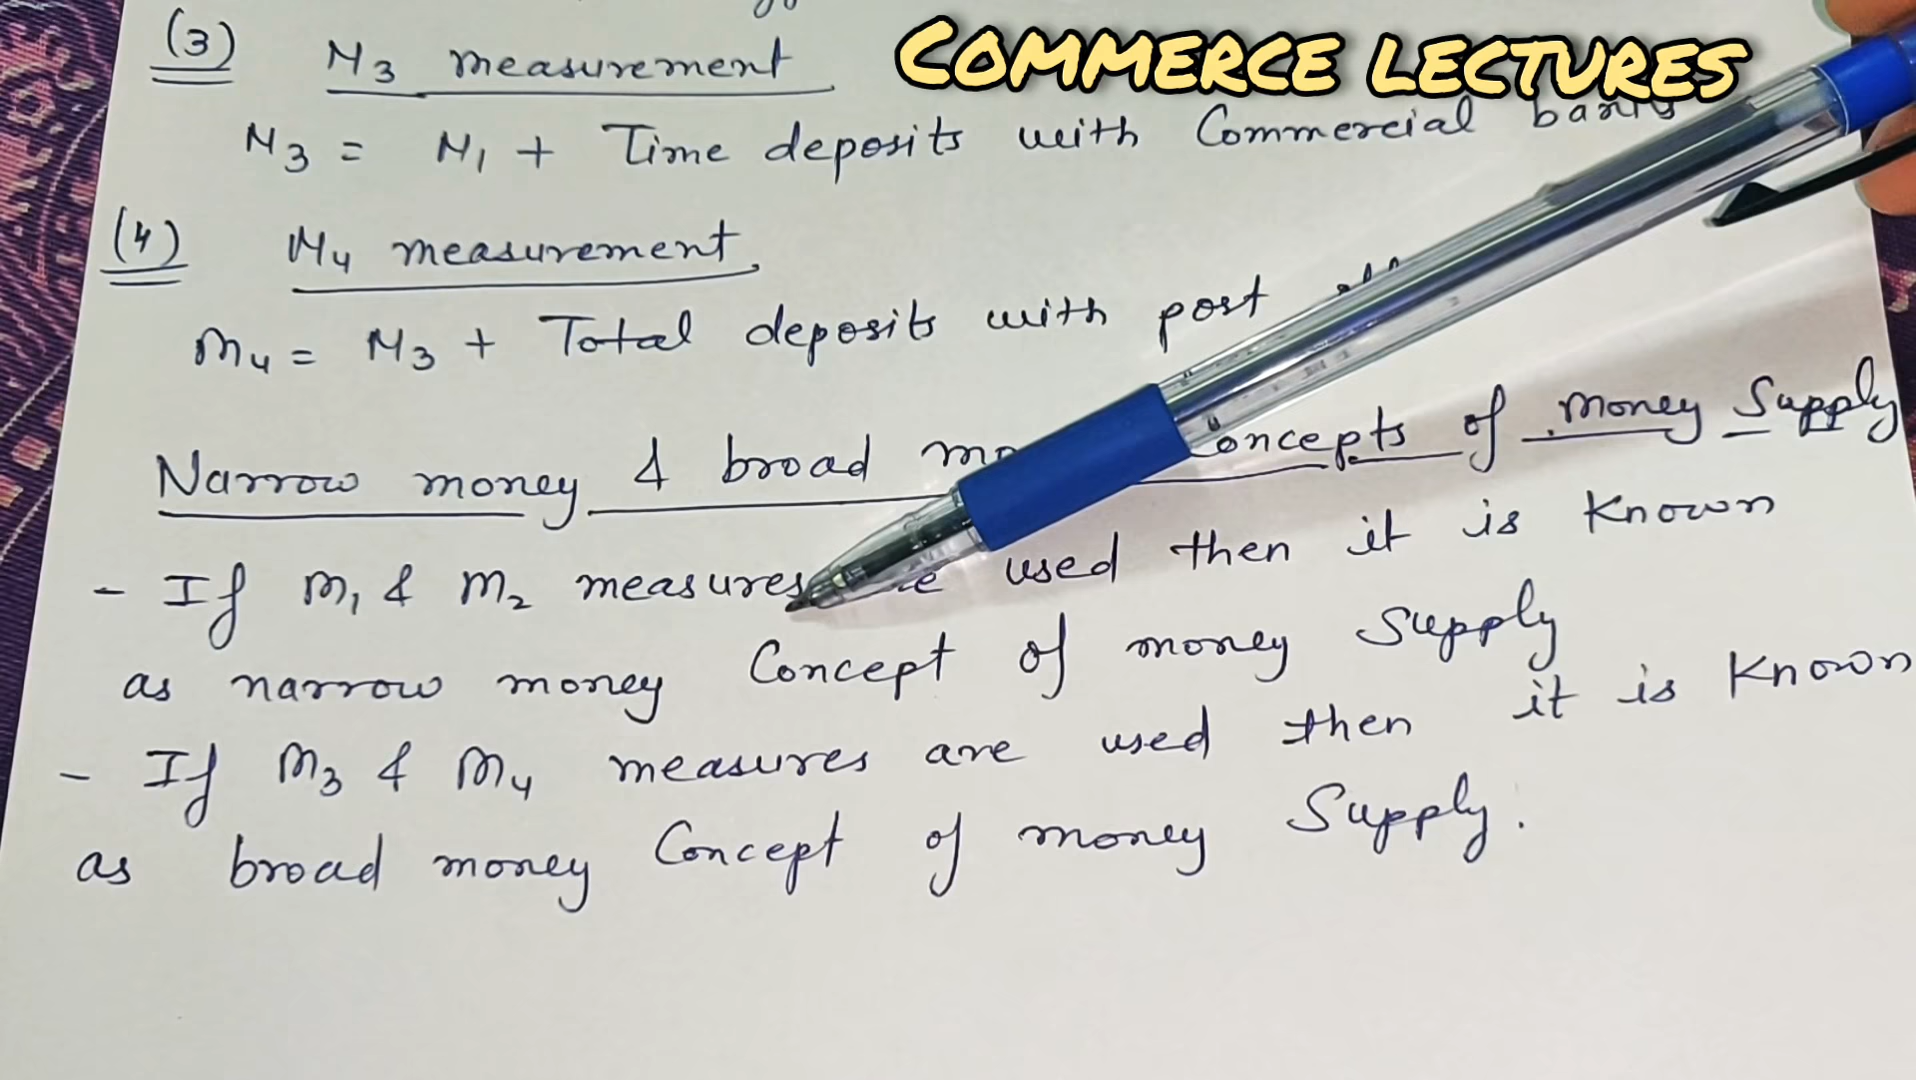 COMMERCE LECTURES
(3) M3 measurement
M3 = M1 + Time deposits with Commercial banks
(4) M4 measurement
M4 = M3 + Total deposits with post
Narrow money & broad concepts of money Supply
- If M1 & M2 measures used then it is known
as narrow money Concept of money Supply
- If M3 & M4 measures are used then it is known
as broad money Concept of money Supply.